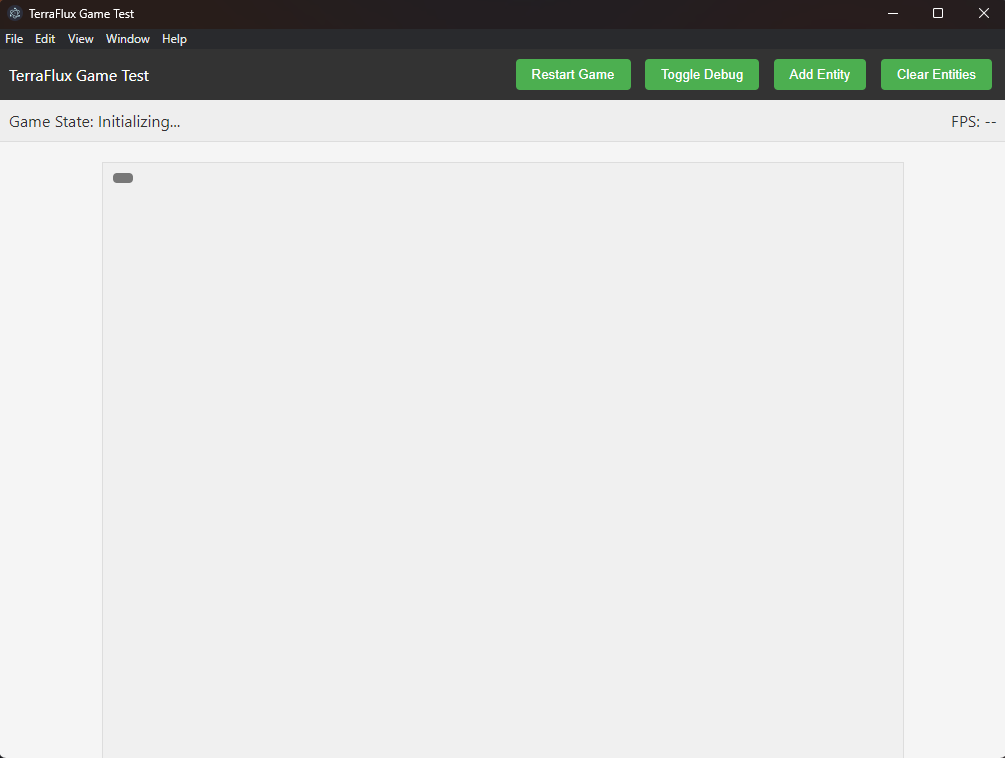 TerraFlux Game Test
File Edit View Window Help
TerraFlux Game Test Restart Game Toggle Debug Add Entity Clear Entities
Game State: Initializing... FPS: --